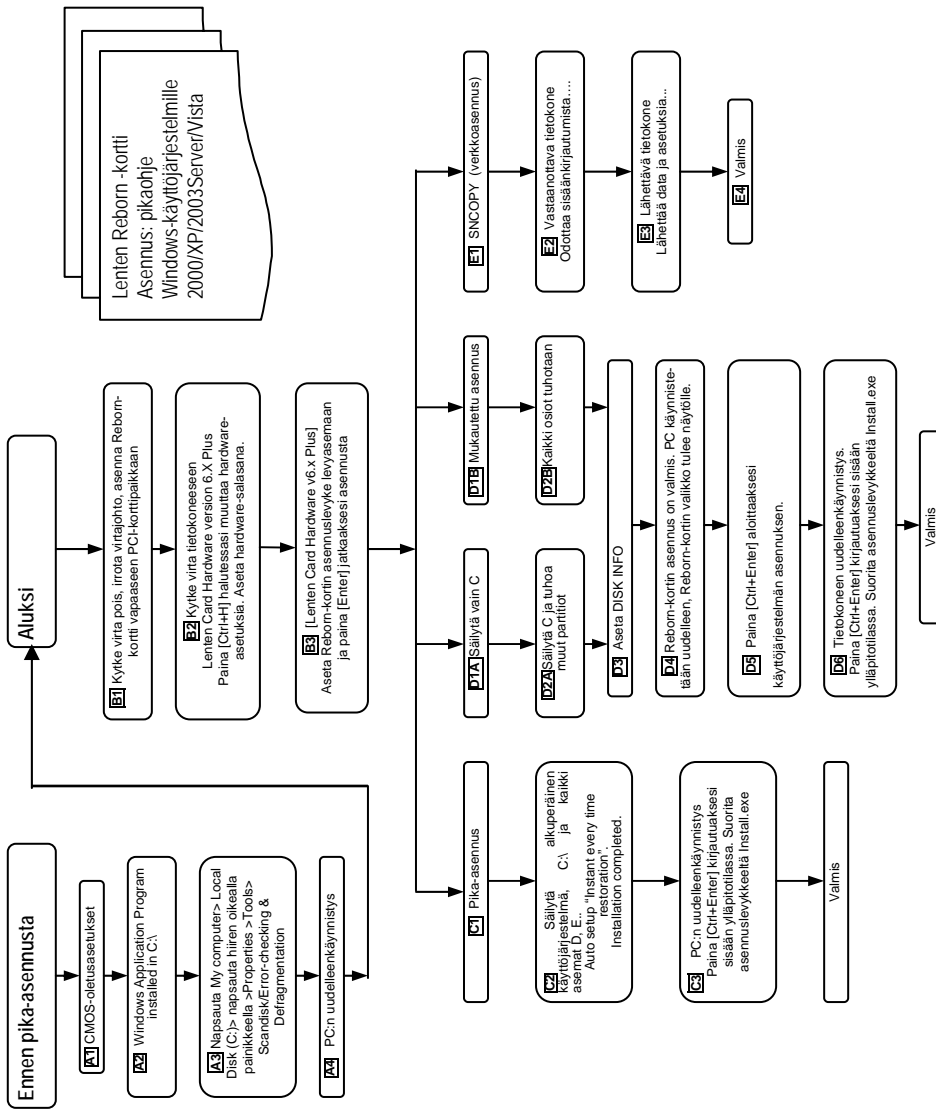 Lenten Reborn -kortti
Asennus: pikaohje
Windows-käyttöjärjestelmille
2000/XP/2003Server/Vista
Ennen pika-asennusta
A1 CMOS-oletusasetukset
A2 Windows Application Program
installed in C:\
A3 Napsauta My computer> Local
Disk (C:)> napsauta hiiren oikealla
painikkeella >Properties >Tools>
Scandisk/Error-checking &
Defragmentation
A4 PC:n uudelleenkäynnistys
Aluksi
B1 Kytke virta pois, irrota virtajohto, asenna Reborn-
kortti vapaaseen PCI-korttipaikkaan
B2 Kytke virta tietokoneeseen
Lenten Card Hardware version 6.X Plus
Paina [Ctrl+H] halutessasi muuttaa hardware-
asetuksia. Aseta hardware-salasana.
B3 [Lenten Card Hardware v6.x Plus]
Aseta Reborn-kortin asennuslevyke levyasemaan
ja paina [Enter] jatkaaksesi asennusta
C1 Pika-asennus
C2 Säilytä alkuperäinen
käyttöjärjestelmä, C:\ ja kaikki
asemat D, E..
Auto setup "Instant every time
restoration".
Installation completed.
C3 PC:n uudelleenkäynnistys
Paina [Ctrl+Enter] kirjautuaksesi
sisään ylläpitotilassa. Suorita
asennuslevykkeeltä Install.exe
Valmis
D1A Säilytä vain C
D2A Säilytä C ja tuhoa
muut partitiot
D1B Mukautettu asennus
D2B Kaikki osiot tuhotaan
D3 Aseta DISK INFO
D4 Reborn-kortin asennus on valmis. PC käynniste-
tään uudelleen, Reborn-kortin valikko tulee näytölle.
D5 Paina [Ctrl+Enter] aloittaaksesi
käyttöjärjestelmän asennuksen.
D6 Tietokoneen uudelleenkäynnistys.
Paina [Ctrl+Enter] kirjautuaksesi sisään
ylläpitotilassa. Suorita asennuslevykkeeltä Install.exe
Valmis
E1 SNCOPY (verkkoasennus)
E2 Vastaanottava tietokone
Odottaa sisäänkirjautumista....
E3 Lähettävä tietokone
Lähettää data ja asetuksia...
E4 Valmis